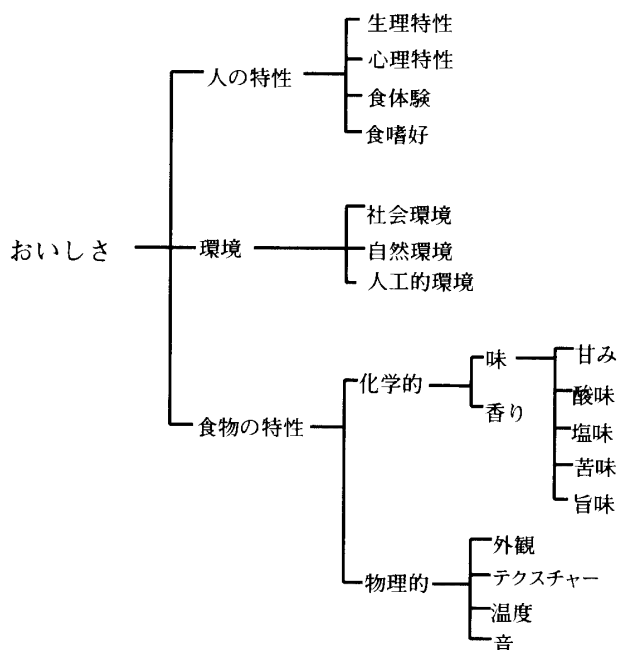 生理特性
心理特性
人の特性
食体験
食嗜好
社会環境
おいしさ
環境
自然環境
人工的環境
味
甘み
化学的
酸味
香り
食物の特性
塩味
苦味
旨味
外観
物理的
テクスチャー
温度
音